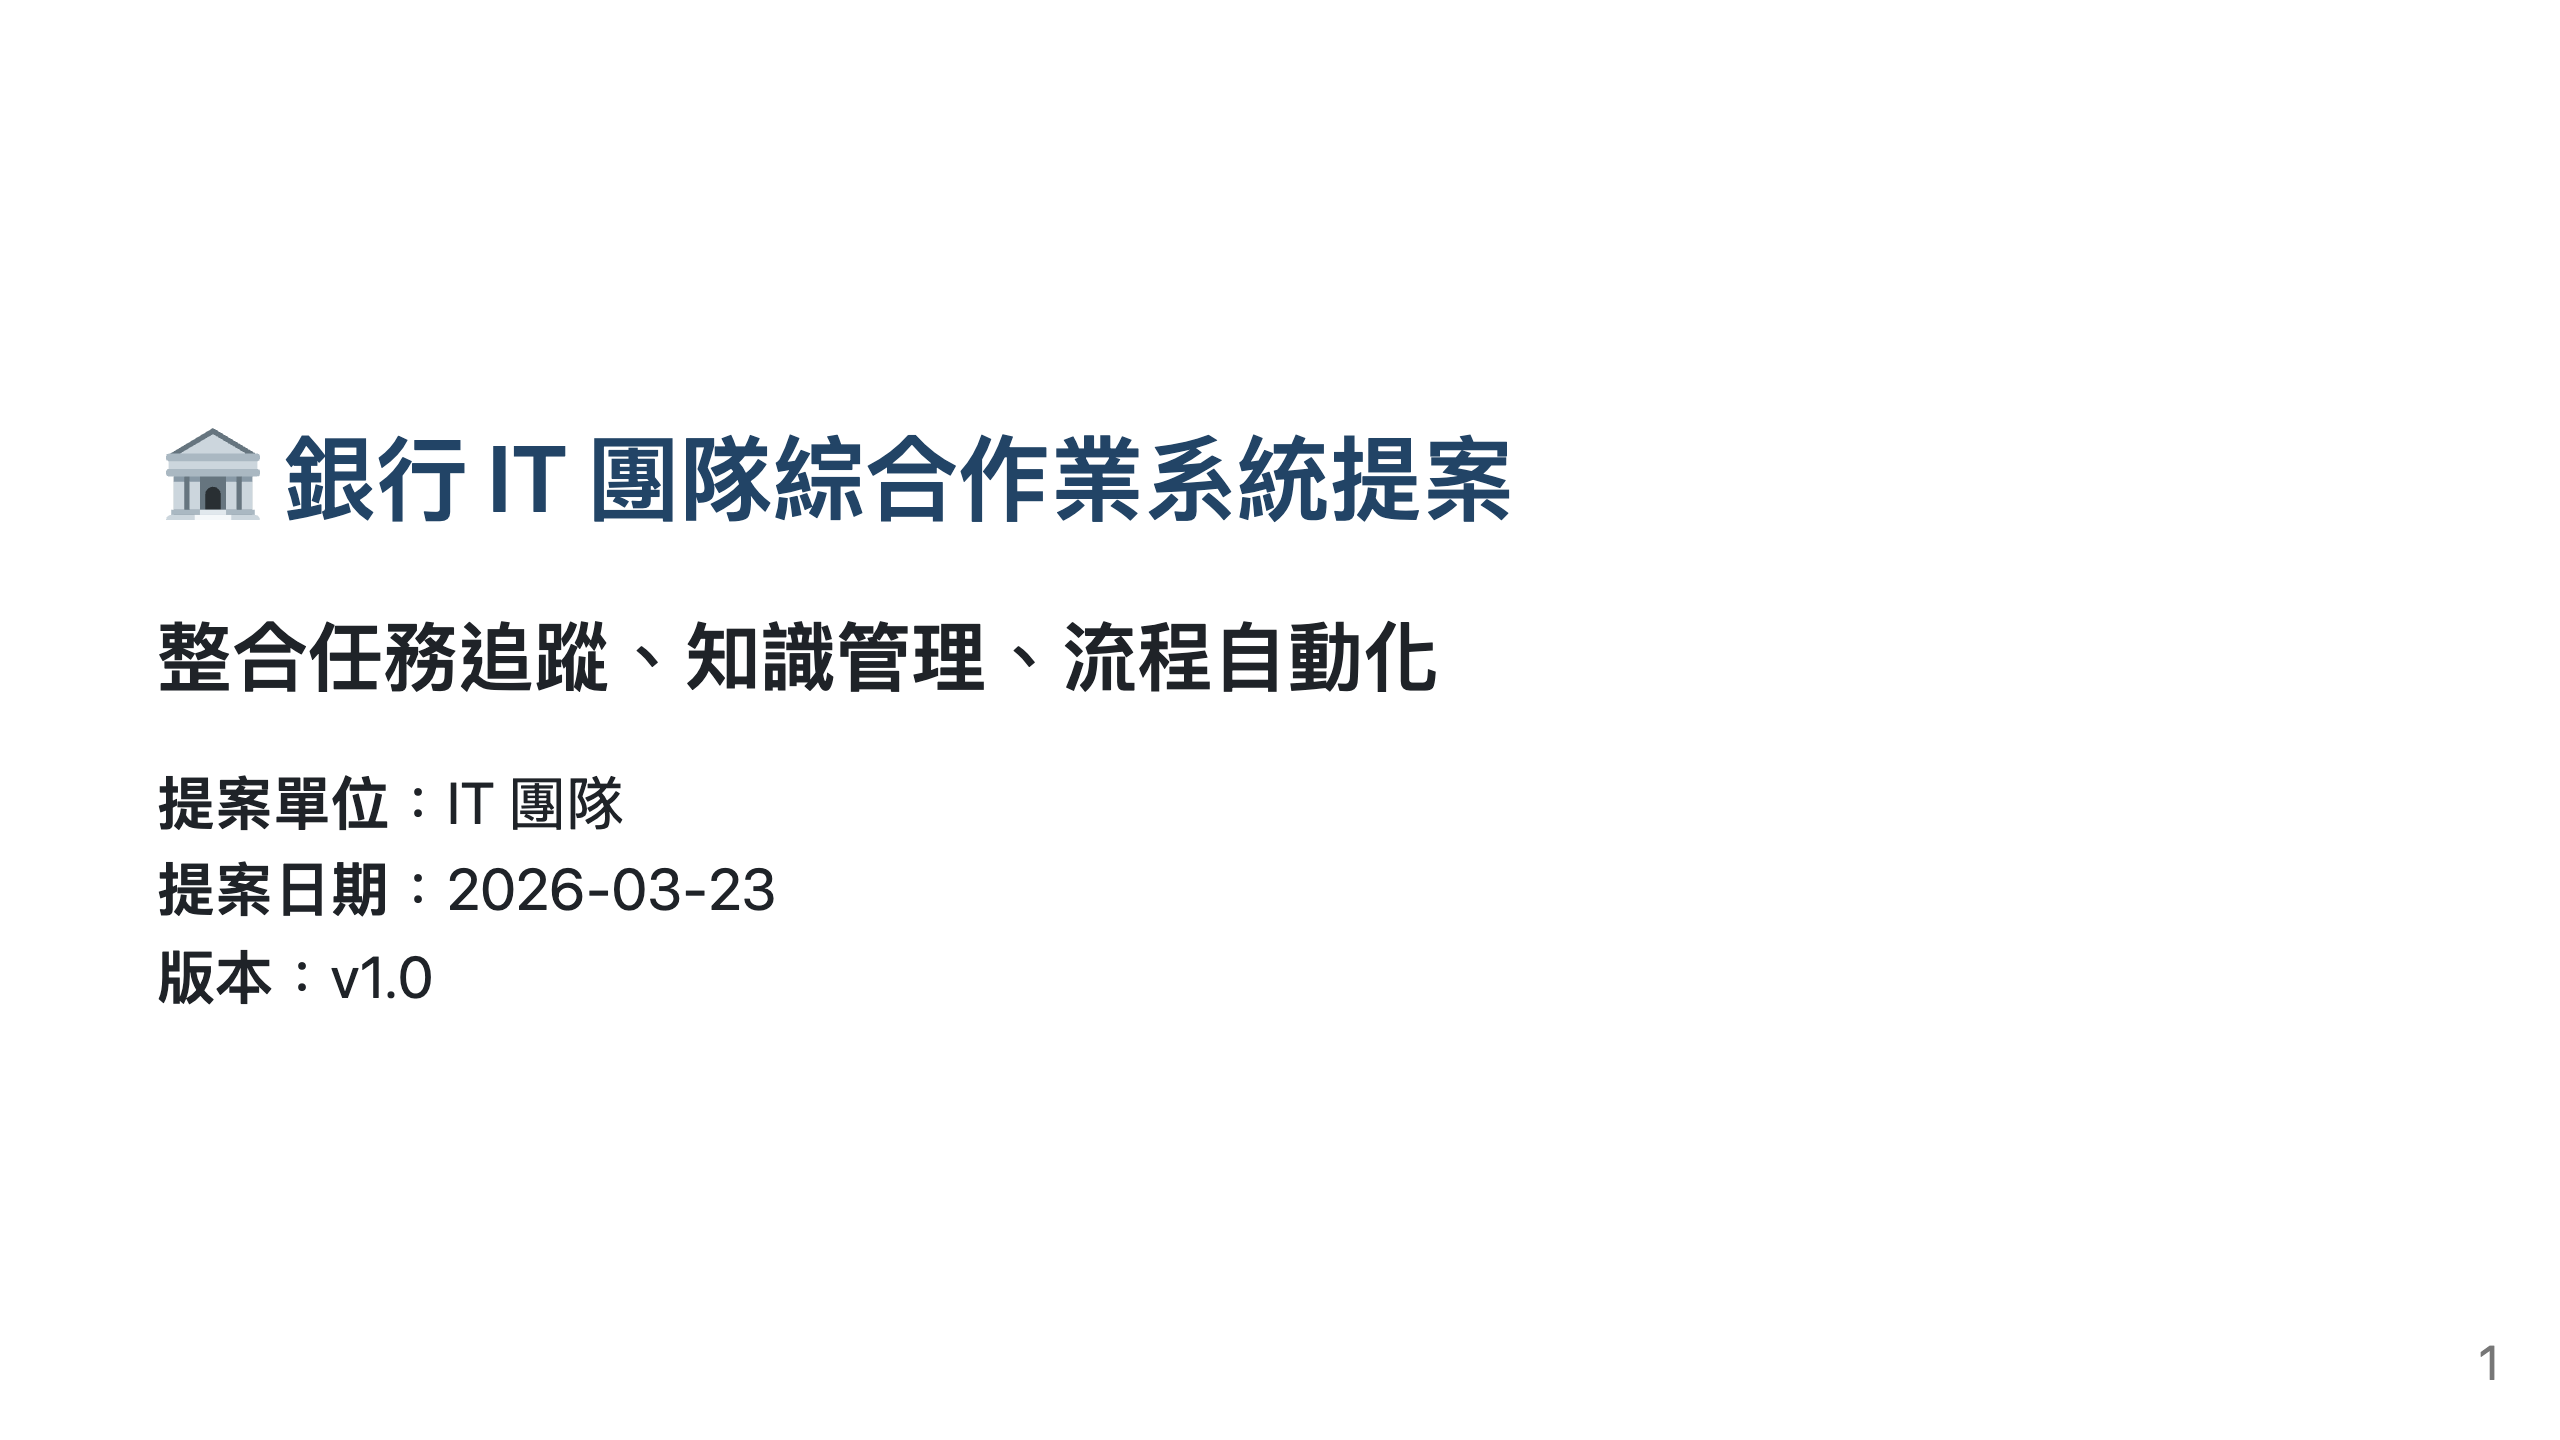 🏛️ 銀行 IT 團隊綜合作業系統提案
整合任務追蹤、知識管理、流程自動化
提案單位：IT 團隊
提案日期：2026-03-23
版本：v1.0
1